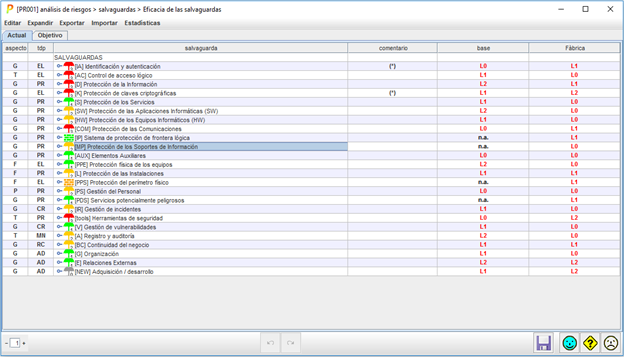 [PR001] análisis de riesgos > salvaguardas > Eficacia de las salvaguardas
Editar Expandir Exportar Importar Estadísticas
Actual Objetivo
aspecto tdp salvaguarda comentario base Fábrica
SALVAGUARDAS
G EL [IA] Identificación y autenticación (*) L0 L1
T EL [AC] Control de acceso lógico L1 L0
G PR [D] Protección de la Información L2 L1
G EL [K] Protección de claves criptográficas (*) L1 L2
G PR [S] Protección de los Servicios L1 L0
G PR [SW] Protección de las Aplicaciones Informáticas (SW) L2 L2
G PR [HW] Protección de los Equipos Informáticos (HW) L1 L0
G PR [COM] Protección de las Comunicaciones L0 L1
G PR [IP] Sistema de protección de frontera lógica n.a. L1
G PR [MP] Protección de los Soportes de Información n.a. L0
G PR [AUX] Elementos Auxiliares L0 L0
F EL [PPE] Protección física de los equipos L2 L0
F PR [L] Protección de las Instalaciones L1 L1
F EL [PPS] Protección del perímetro físico n.a. L1
P PR [PS] Gestión del Personal L1 L0
G PR [PDS] Servicios potencialmente peligrosos n.a. L1
G CR [IR] Gestión de incidentes L1 L0
T PR [tools] Herramientas de seguridad L0 L2
G CR [V] Gestión de vulnerabilidades L1 L0
T MN [A] Registro y auditoría L2 L0
G RC [BC] Continuidad del negocio L1 L1
G AD [G] Organización L1 L0
G AD [E] Relaciones Externas L2 L2
G AD [NEW] Adquisición / desarrollo L1 L2
- 1 +